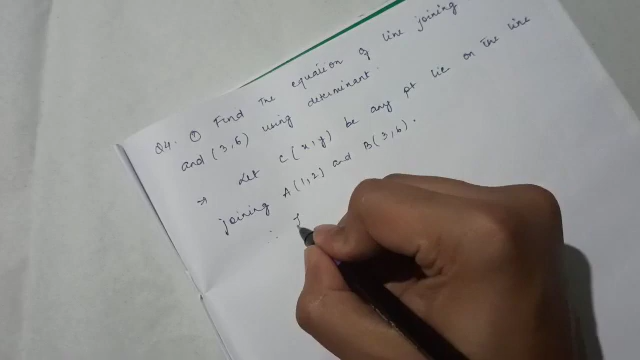 Q4. ① Find the equation of line joining
and (3,6) using determinant.
→ Let C(x,y) be any pt lie on the line
joining A(1,2) and B(3,6).
∴